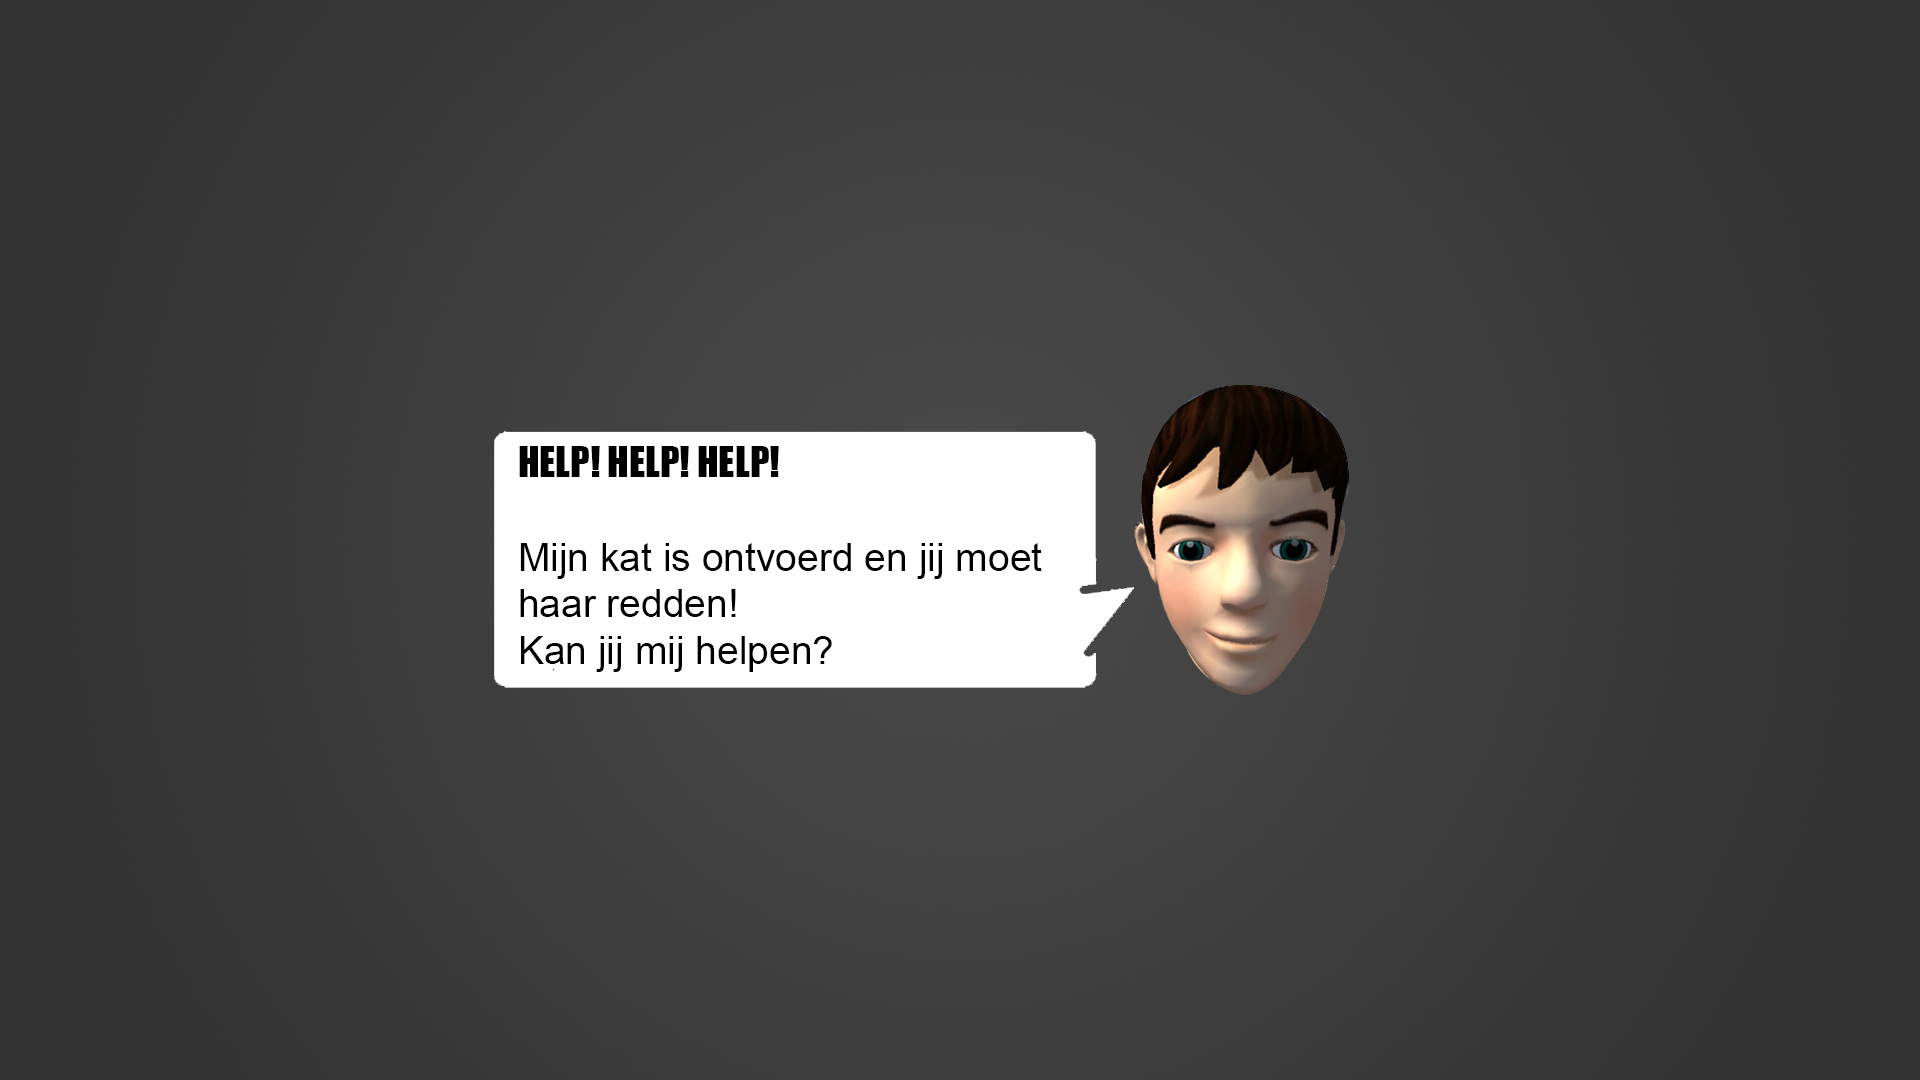 HELP! HELP! HELP!
Mijn kat is ontvoerd en jij moet
haar redden!
Kan jij mij helpen?